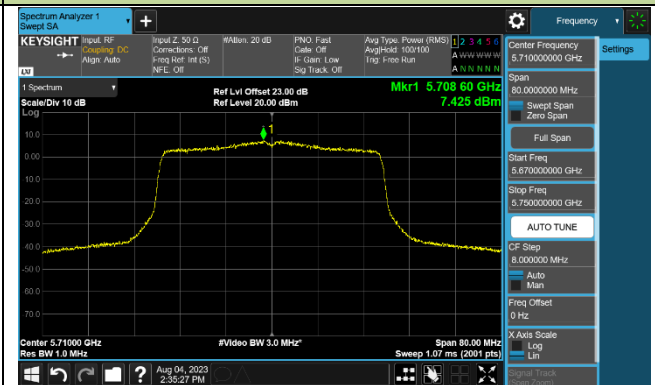 Spectrum Analyzer 1
Swept SA
+
Frequency
KEYSIGHT
Input: RF
Coupling: DC
Align: Auto
Input Z: 50 Ω
Corrections: Off
Freq Ref: Int (S)
NFE: Off
#Atten: 20 dB
PNO: Fast
Gate: Off
IF Gain: Low
Sig Track: Off
Avg Type: Power (RMS)
Avg|Hold: 100/100
Trig: Free Run
1 2 3 4 5 6
A W W W W W
A N N N N N
LXI
Center Frequency
5.710000000 GHz
Settings
Span
80.0000000 MHz
Swept Span
Zero Span
Full Span
Start Freq
5.670000000 GHz
Stop Freq
5.750000000 GHz
AUTO TUNE
CF Step
8.000000 MHz
Auto
Man
Freq Offset
0 Hz
X Axis Scale
Log
Lin
Signal Track
(Span Zoom)
1 Spectrum
Scale/Div 10 dB
Ref Lvl Offset 23.00 dB
Ref Level 20.00 dBm
Mkr1 5.708 60 GHz
7.425 dBm
Log
10.0
0.00
10.0
20.0
30.0
40.0
50.0
60.0
70.0
1
Center 5.71000 GHz
Res BW 1.0 MHz
#Video BW 3.0 MHz*
Span 80.00 MHz
Sweep 1.07 ms (2001 pts)
?
Aug 04, 2023
2:35:27 PM